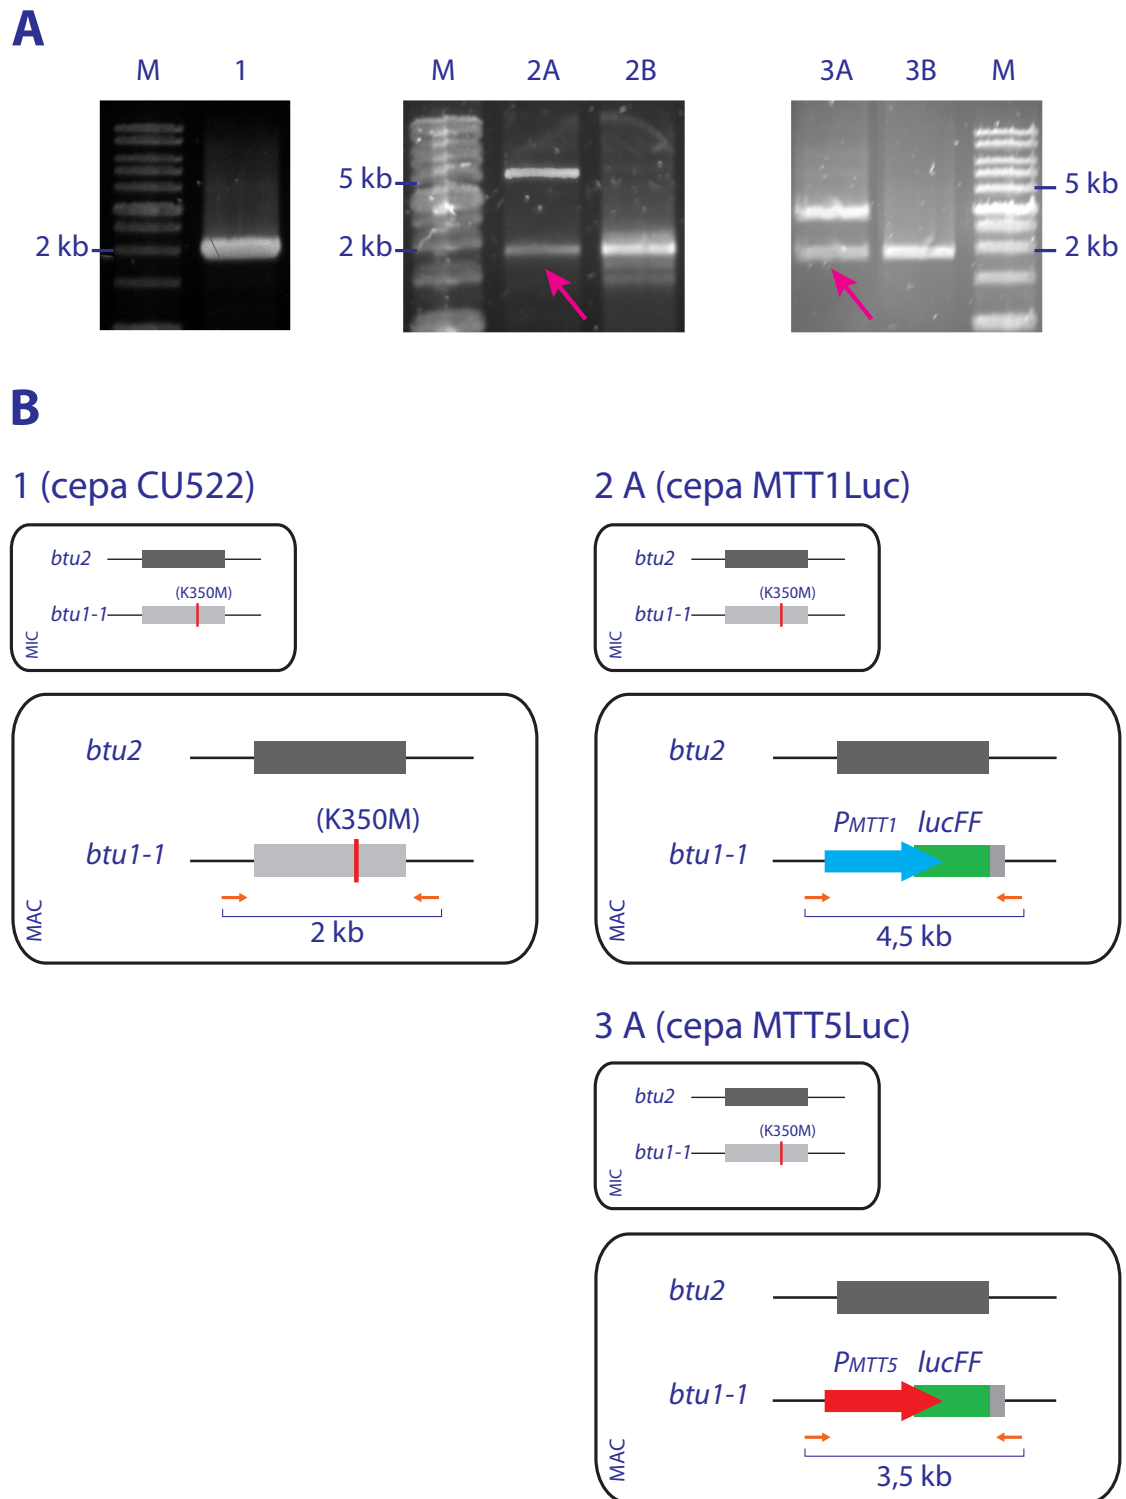 A
M 1 M 2A 2B 3A 3B M
5 kb 5 kb
2 kb 2 kb 2 kb
B
1 (cepa CU522)
btu2
(K350M)
btu1-1
MIC
btu2
(K350M)
btu1-1
2 kb
MAC
2 A (cepa MTT1Luc)
btu2
(K350M)
btu1-1
MIC
btu2
PMTT1 lucFF
btu1-1
4,5 kb
MAC
3 A (cepa MTT5Luc)
btu2
(K350M)
btu1-1
MIC
btu2
PMTT5 lucFF
btu1-1
3,5 kb
MAC